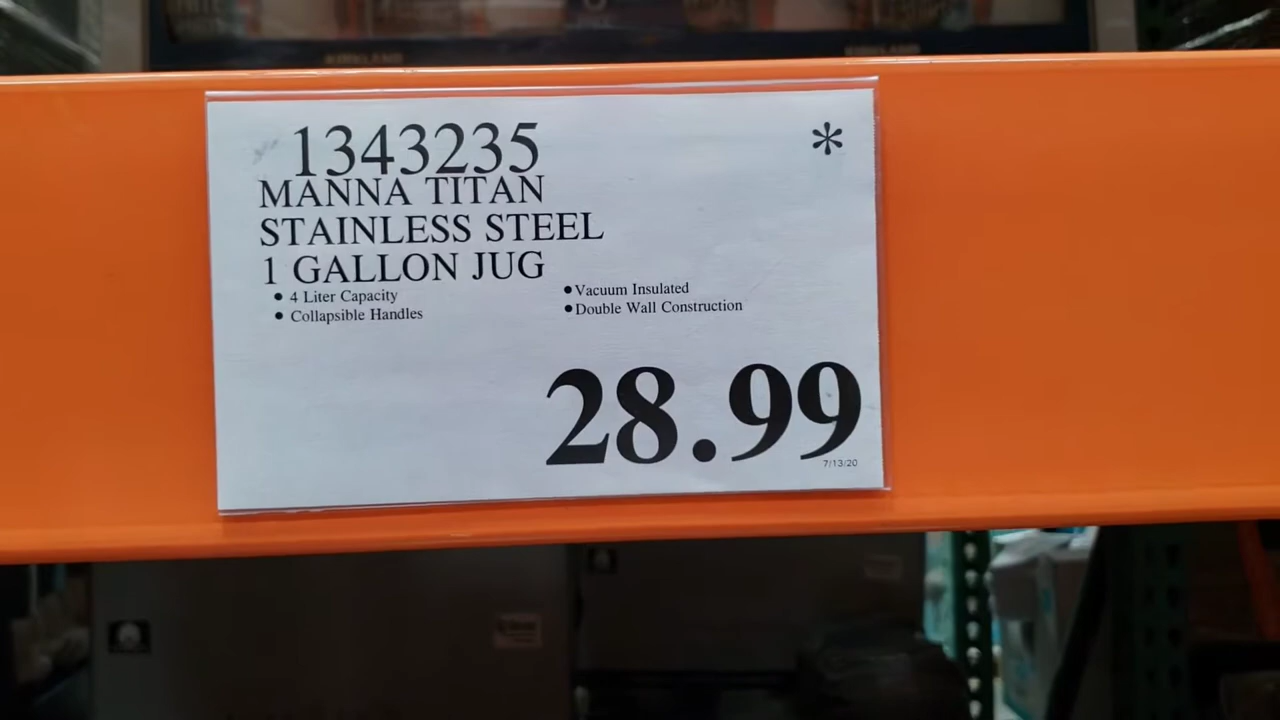 KIRKLAND
1343235
*
MANNA TITAN
STAINLESS STEEL
1 GALLON JUG
• 4 Liter Capacity
• Vacuum Insulated
• Collapsible Handles
• Double Wall Construction
28.99
7/13/20